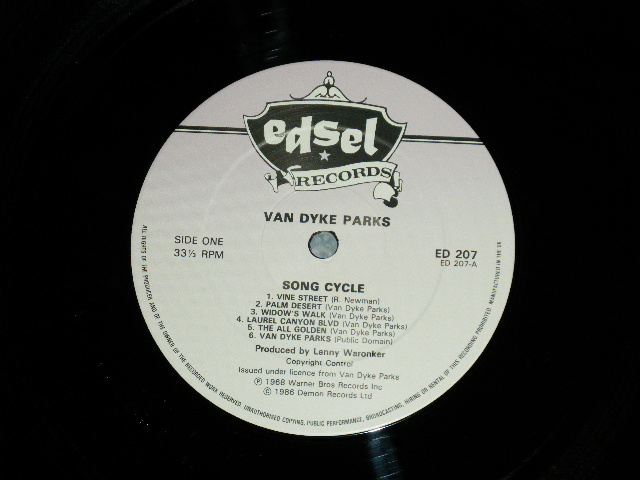 edsel
RECORDS
VAN DYKE PARKS
SIDE ONE
33⅓ RPM
ED 207
ED 207-A
SONG CYCLE
1. VINE STREET (R. Newman)
2. PALM DESERT (Van Dyke Parks)
3. WIDOW'S WALK (Van Dyke Parks)
4. LAUREL CANYON BLVD (Van Dyke Parks)
5. THE ALL GOLDEN (Van Dyke Parks)
6. VAN DYKE PARKS (Public Domain)
Produced by Lenny Waronker
Copyright Control
Issued under licence from Van Dyke Parks
℗ 1968 Warner Bros Records Inc
© 1986 Demon Records Ltd
ALL RIGHTS OF THE PRODUCER AND OF THE OWNER OF THE RECORDED WORK RESERVED. UNAUTHORISED COPYING, PUBLIC PERFORMANCE, BROADCASTING, HIRING OR RENTAL OF THIS RECORDING PROHIBITED. MANUFACTURED IN THE UK